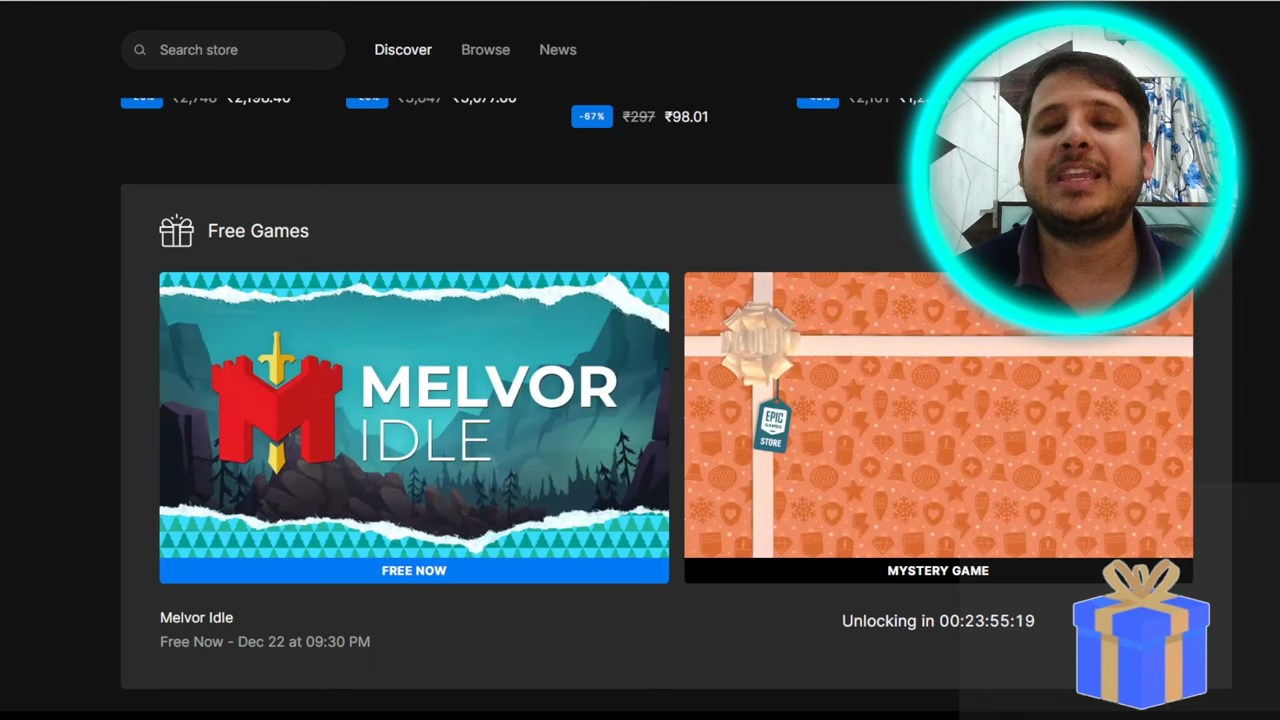 Search store
Discover
Browse
News
-67% ₹297 ₹98.01
Free Games
MELVOR
IDLE
EPIC
GAMES
STORE
FREE NOW
MYSTERY GAME
Melvor Idle
Free Now - Dec 22 at 09:30 PM
Unlocking in 00:23:55:19